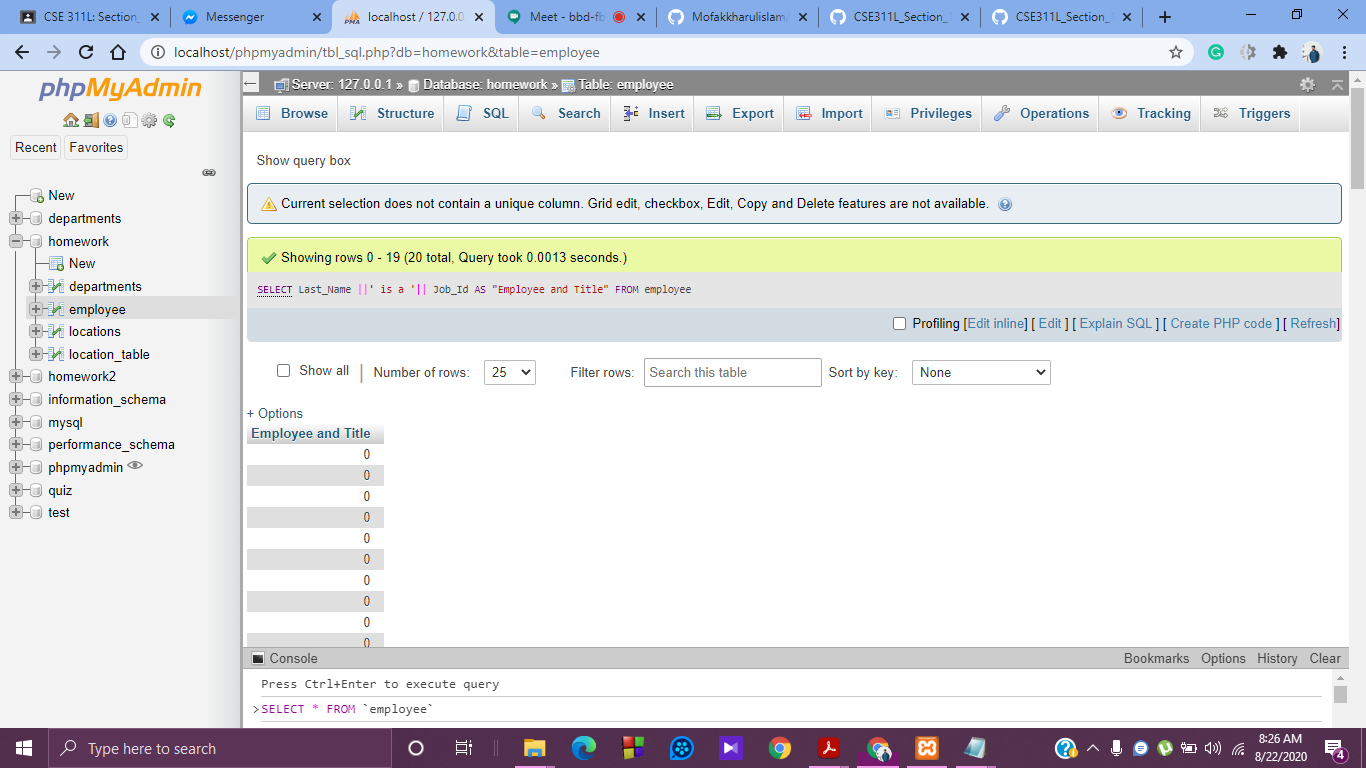 CSE 311L: Section_
Messenger
localhost / 127.0.0
Meet - bbd-fb
Mofakkharulislam/
CSE311L_Section_
CSE311L_Section_
localhost/phpmyadmin/tbl_sql.php?db=homework&table=employee
phpMyAdmin
Recent
Favorites
New
departments
homework
New
departments
employee
locations
location_table
homework2
information_schema
mysql
performance_schema
phpmyadmin
quiz
test
Server: 127.0.0.1 » Database: homework » Table: employee
Browse Structure SQL Search Insert Export Import Privileges Operations Tracking Triggers
Show query box
Current selection does not contain a unique column. Grid edit, checkbox, Edit, Copy and Delete features are not available.
Showing rows 0 - 19 (20 total, Query took 0.0013 seconds.)
SELECT Last_Name ||' is a '|| Job_Id AS "Employee and Title" FROM employee
Profiling [Edit inline] [ Edit ] [ Explain SQL ] [ Create PHP code ] [ Refresh]
Show all | Number of rows: 25 Filter rows: Search this table Sort by key: None
+ Options
Employee and Title
0
0
0
0
0
0
0
0
0
0
Console Bookmarks Options History Clear
Press Ctrl+Enter to execute query
>SELECT * FROM `employee`
Type here to search
8:26 AM
8/22/2020
4